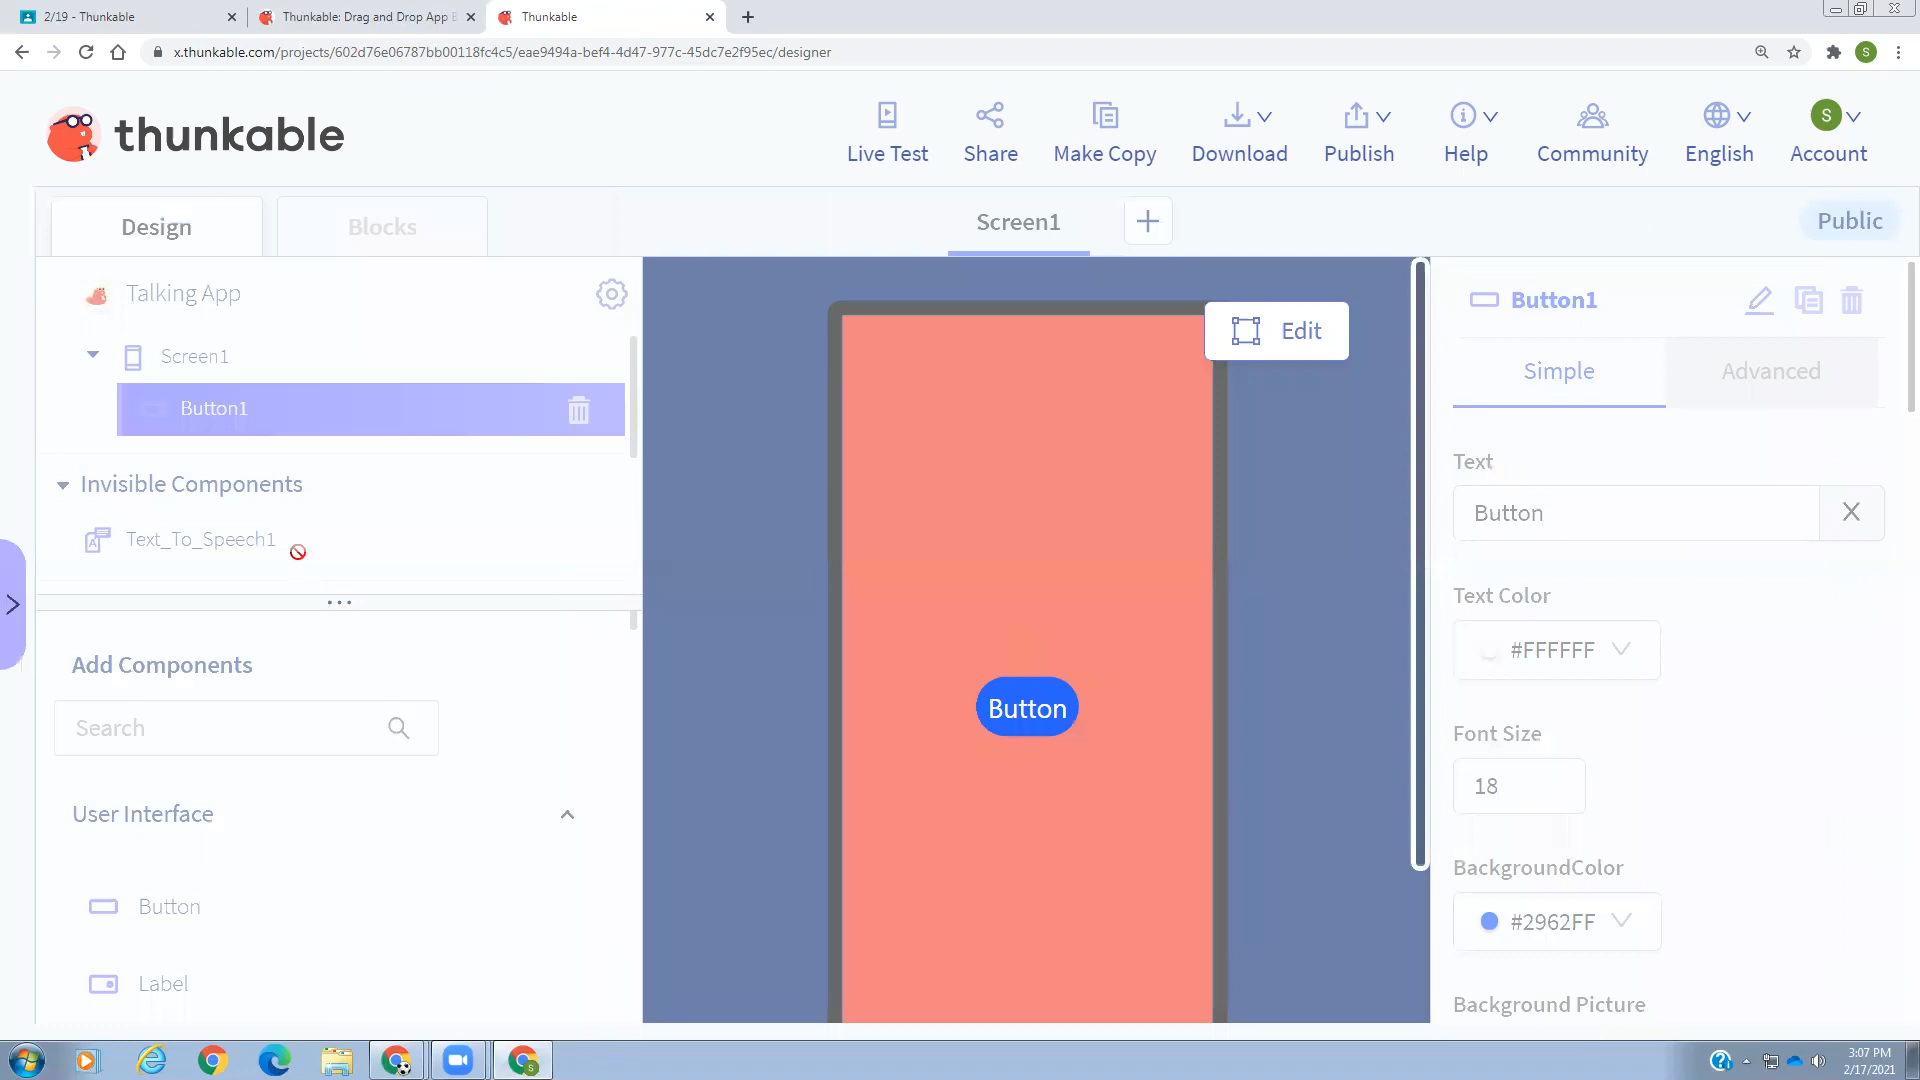 2/19 - Thunkable
Thunkable: Drag and Drop App B
Thunkable
x.thunkable.com/projects/602d76e06787bb00118fc4c5/eae9494a-bef4-4d47-977c-45dc7e2f95ec/designer
S
thunkable
Live Test
Share
Make Copy
Download
Publish
Help
Community
English
S
Account
Design
Blocks
Screen1
Public
Talking App
Screen1
Button1
Invisible Components
Text_To_Speech1
Add Components
Search
User Interface
Button
Label
Edit
Button
Button1
Simple
Advanced
Text
Button
Text Color
#FFFFFF
Font Size
18
BackgroundColor
#2962FF
Background Picture
3:07 PM
2/17/2021